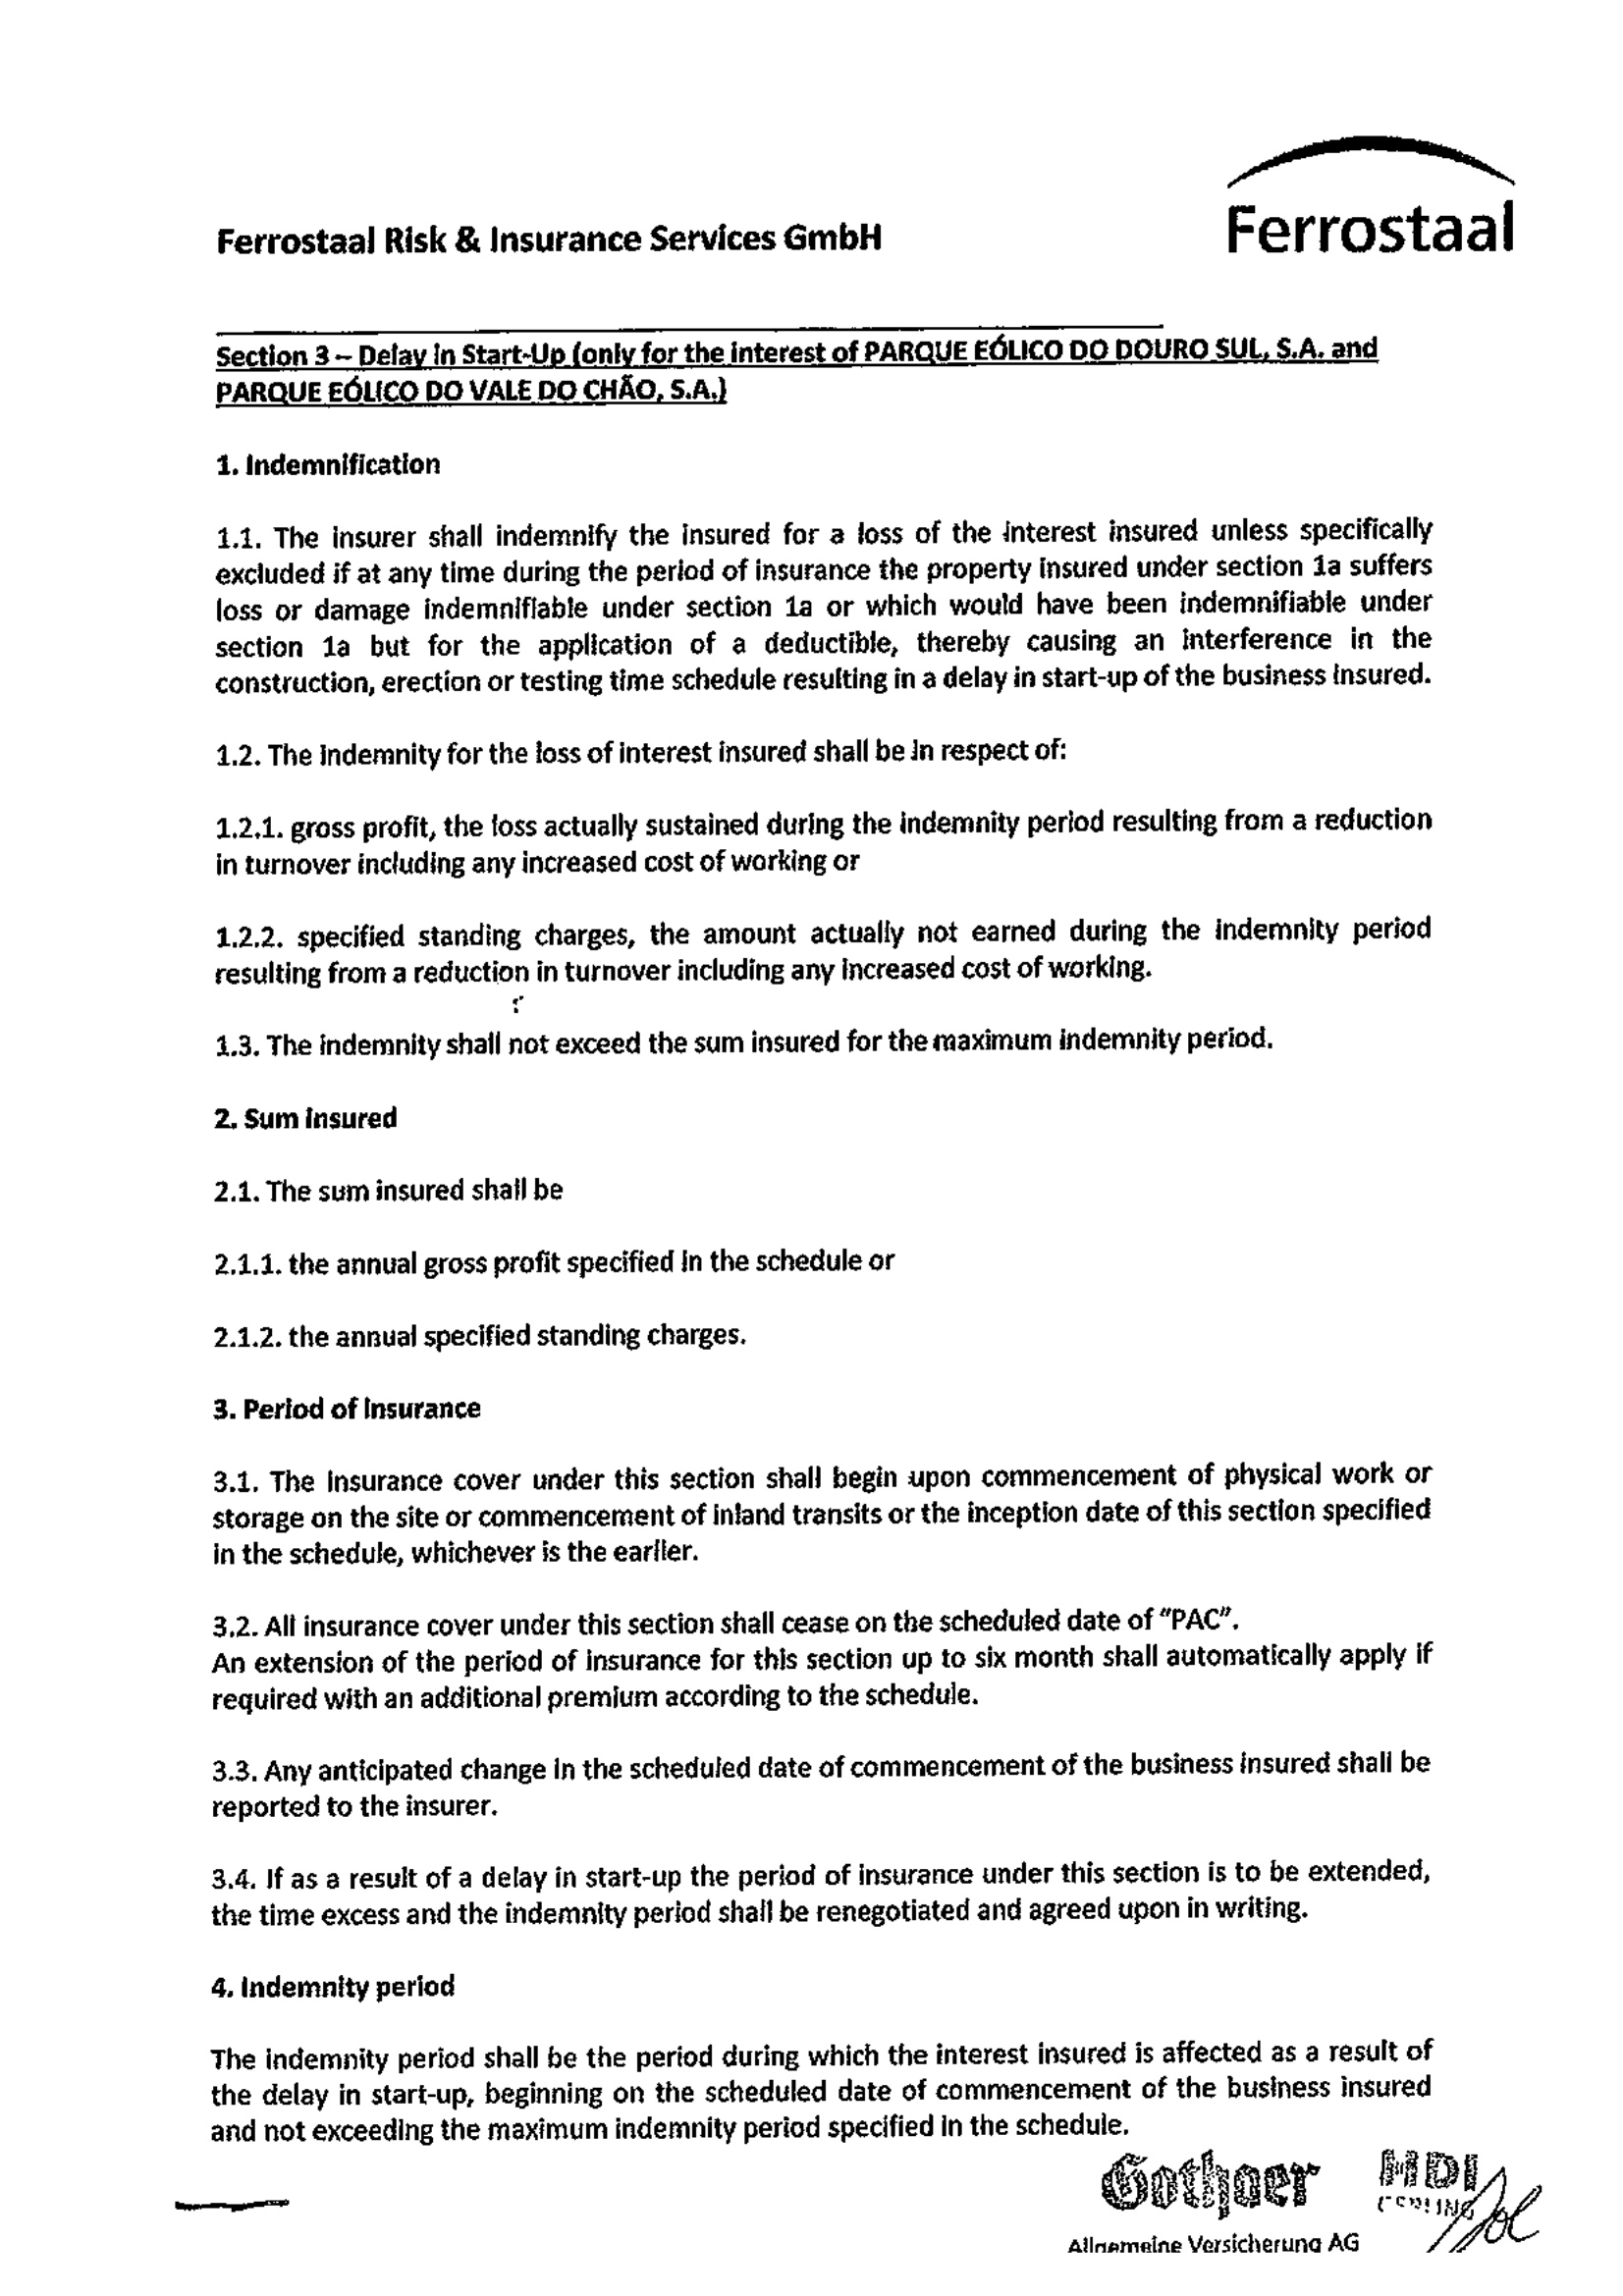 Ferrostaal
Ferrostaal Risk & Insurance Services GmbH
Section 3 – Delay in Start-Up (only for the interest of PARQUE EÓLICO DO DOURO SUL, S.A. and
PARQUE EÓLICO DO VALE DO CHÃO, S.A.)
1. Indemnification
1.1. The insurer shall indemnify the insured for a loss of the interest insured unless specifically
excluded if at any time during the period of insurance the property insured under section 1a suffers
loss or damage indemnifiable under section 1a or which would have been indemnifiable under
section 1a but for the application of a deductible, thereby causing an interference in the
construction, erection or testing time schedule resulting in a delay in start-up of the business insured.
1.2. The indemnity for the loss of interest insured shall be in respect of:
1.2.1. gross profit, the loss actually sustained during the indemnity period resulting from a reduction
in turnover including any increased cost of working or
1.2.2. specified standing charges, the amount actually not earned during the indemnity period
resulting from a reduction in turnover including any increased cost of working.
1.3. The indemnity shall not exceed the sum insured for the maximum indemnity period.
2. Sum insured
2.1. The sum insured shall be
2.1.1. the annual gross profit specified in the schedule or
2.1.2. the annual specified standing charges.
3. Period of insurance
3.1. The insurance cover under this section shall begin upon commencement of physical work or
storage on the site or commencement of inland transits or the inception date of this section specified
in the schedule, whichever is the earlier.
3.2. All insurance cover under this section shall cease on the scheduled date of “PAC”.
An extension of the period of insurance for this section up to six month shall automatically apply if
required with an additional premium according to the schedule.
3.3. Any anticipated change in the scheduled date of commencement of the business insured shall be
reported to the insurer.
3.4. If as a result of a delay in start-up the period of insurance under this section is to be extended,
the time excess and the indemnity period shall be renegotiated and agreed upon in writing.
4. Indemnity period
The indemnity period shall be the period during which the interest insured is affected as a result of
the delay in start-up, beginning on the scheduled date of commencement of the business insured
and not exceeding the maximum indemnity period specified in the schedule.
Gothaer HDI
Allgemeine Versicherung AG